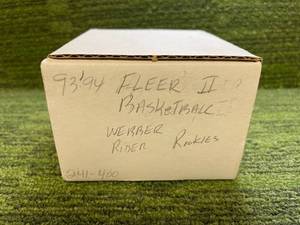 93'94 FLEER II
BASKETBALL
WEBBER
RIDER Rookies
241-400